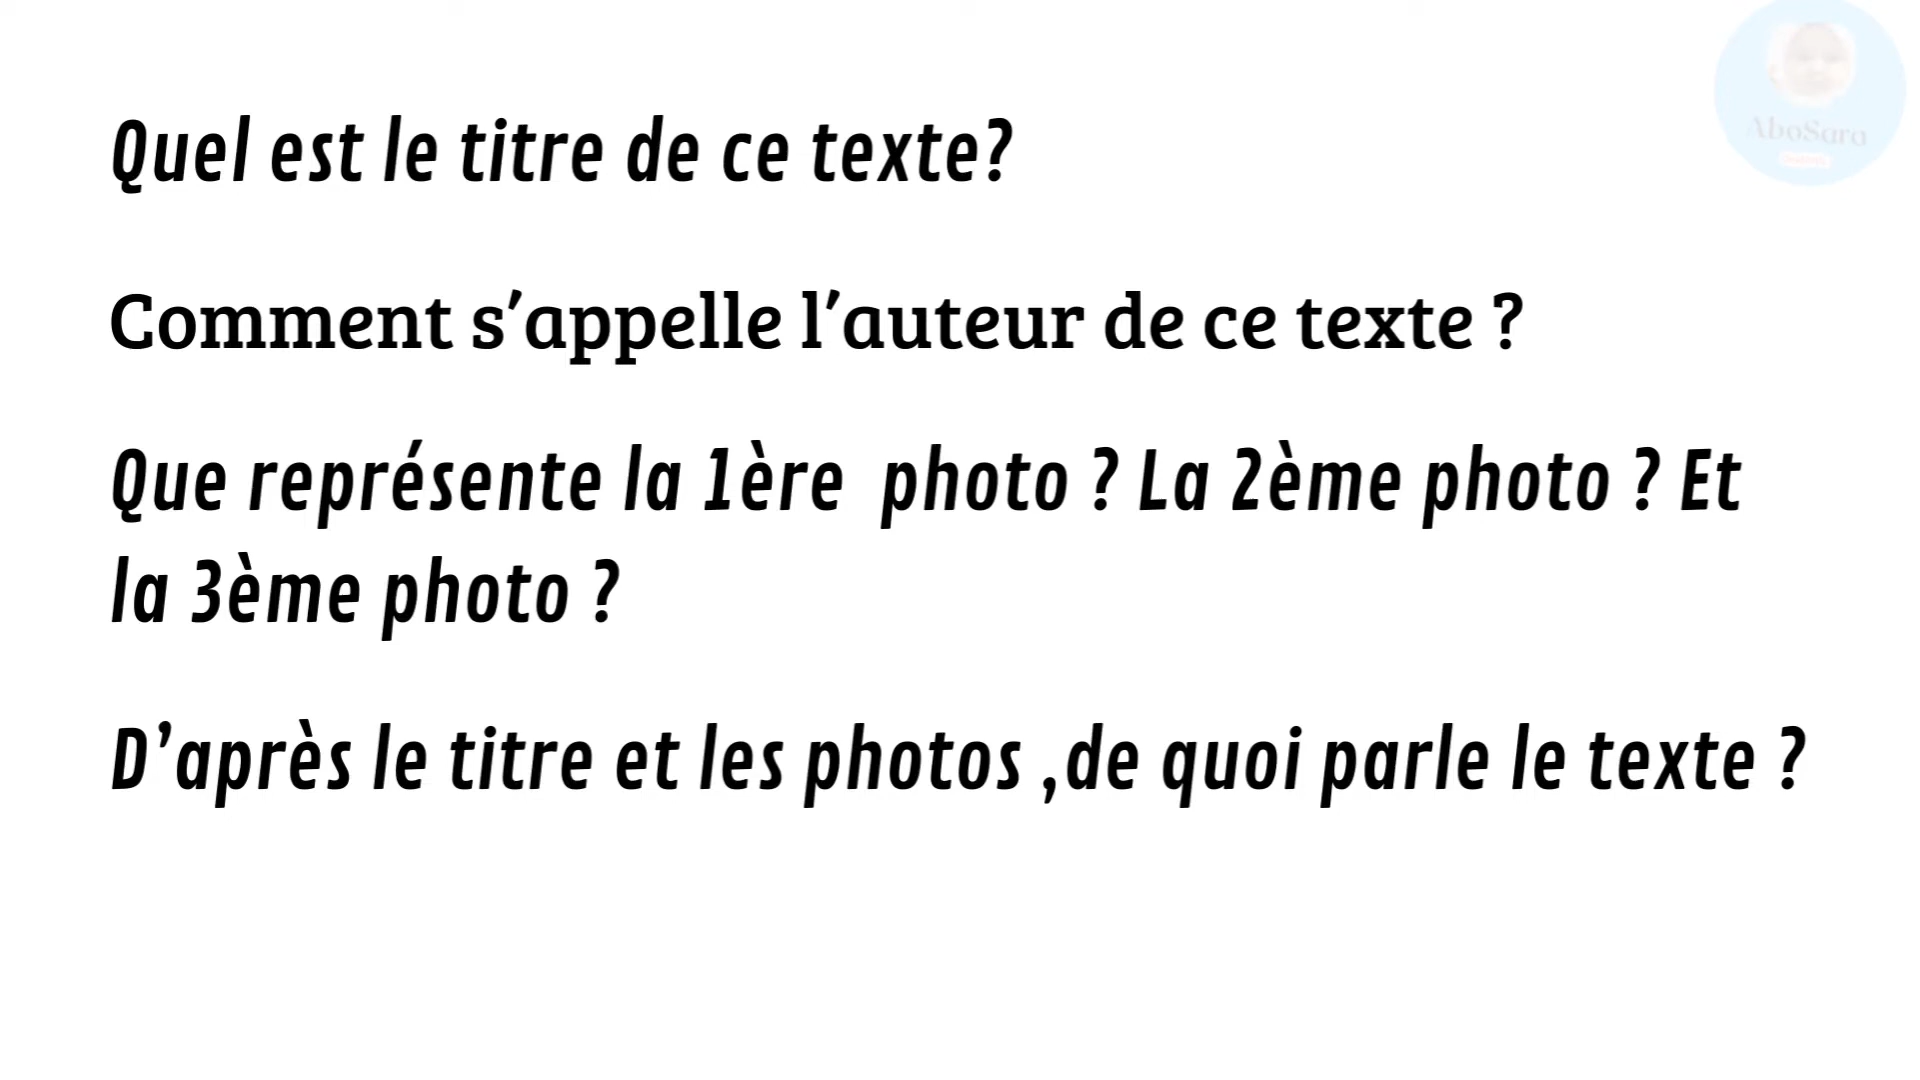 AboSara
Quel est le titre de ce texte?
Comment s’appelle l’auteur de ce texte ?
Que représente la 1ère photo ? La 2ème photo ? Et
la 3ème photo ?
D’après le titre et les photos ,de quoi parle le texte ?